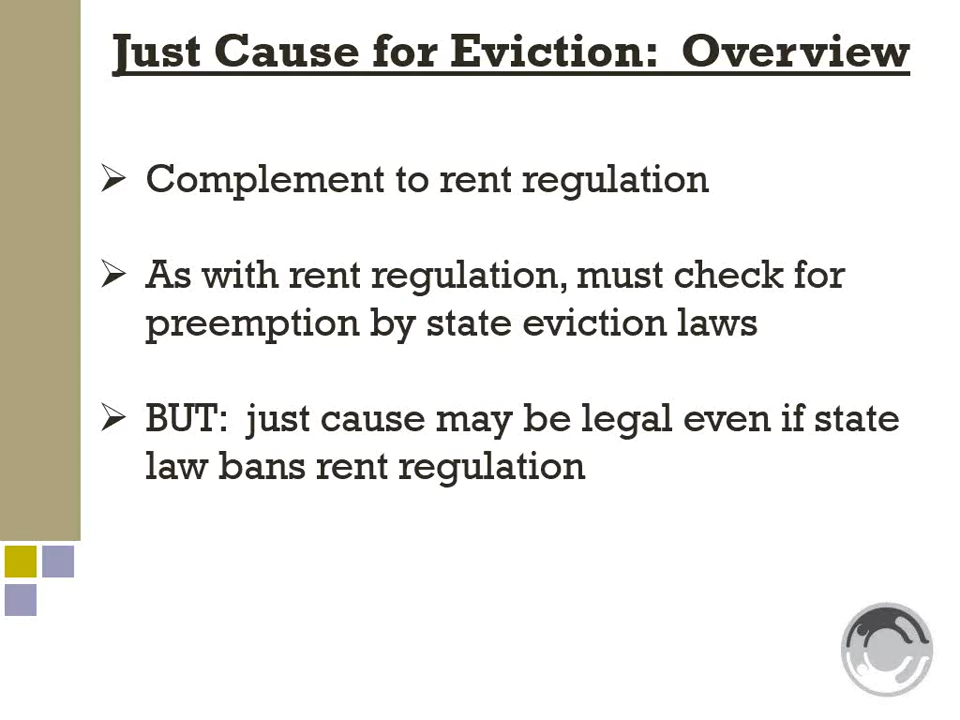 Just Cause for Eviction:  Overview
➢ Complement to rent regulation
➢ As with rent regulation, must check for
preemption by state eviction laws
➢ BUT:  just cause may be legal even if state
law bans rent regulation